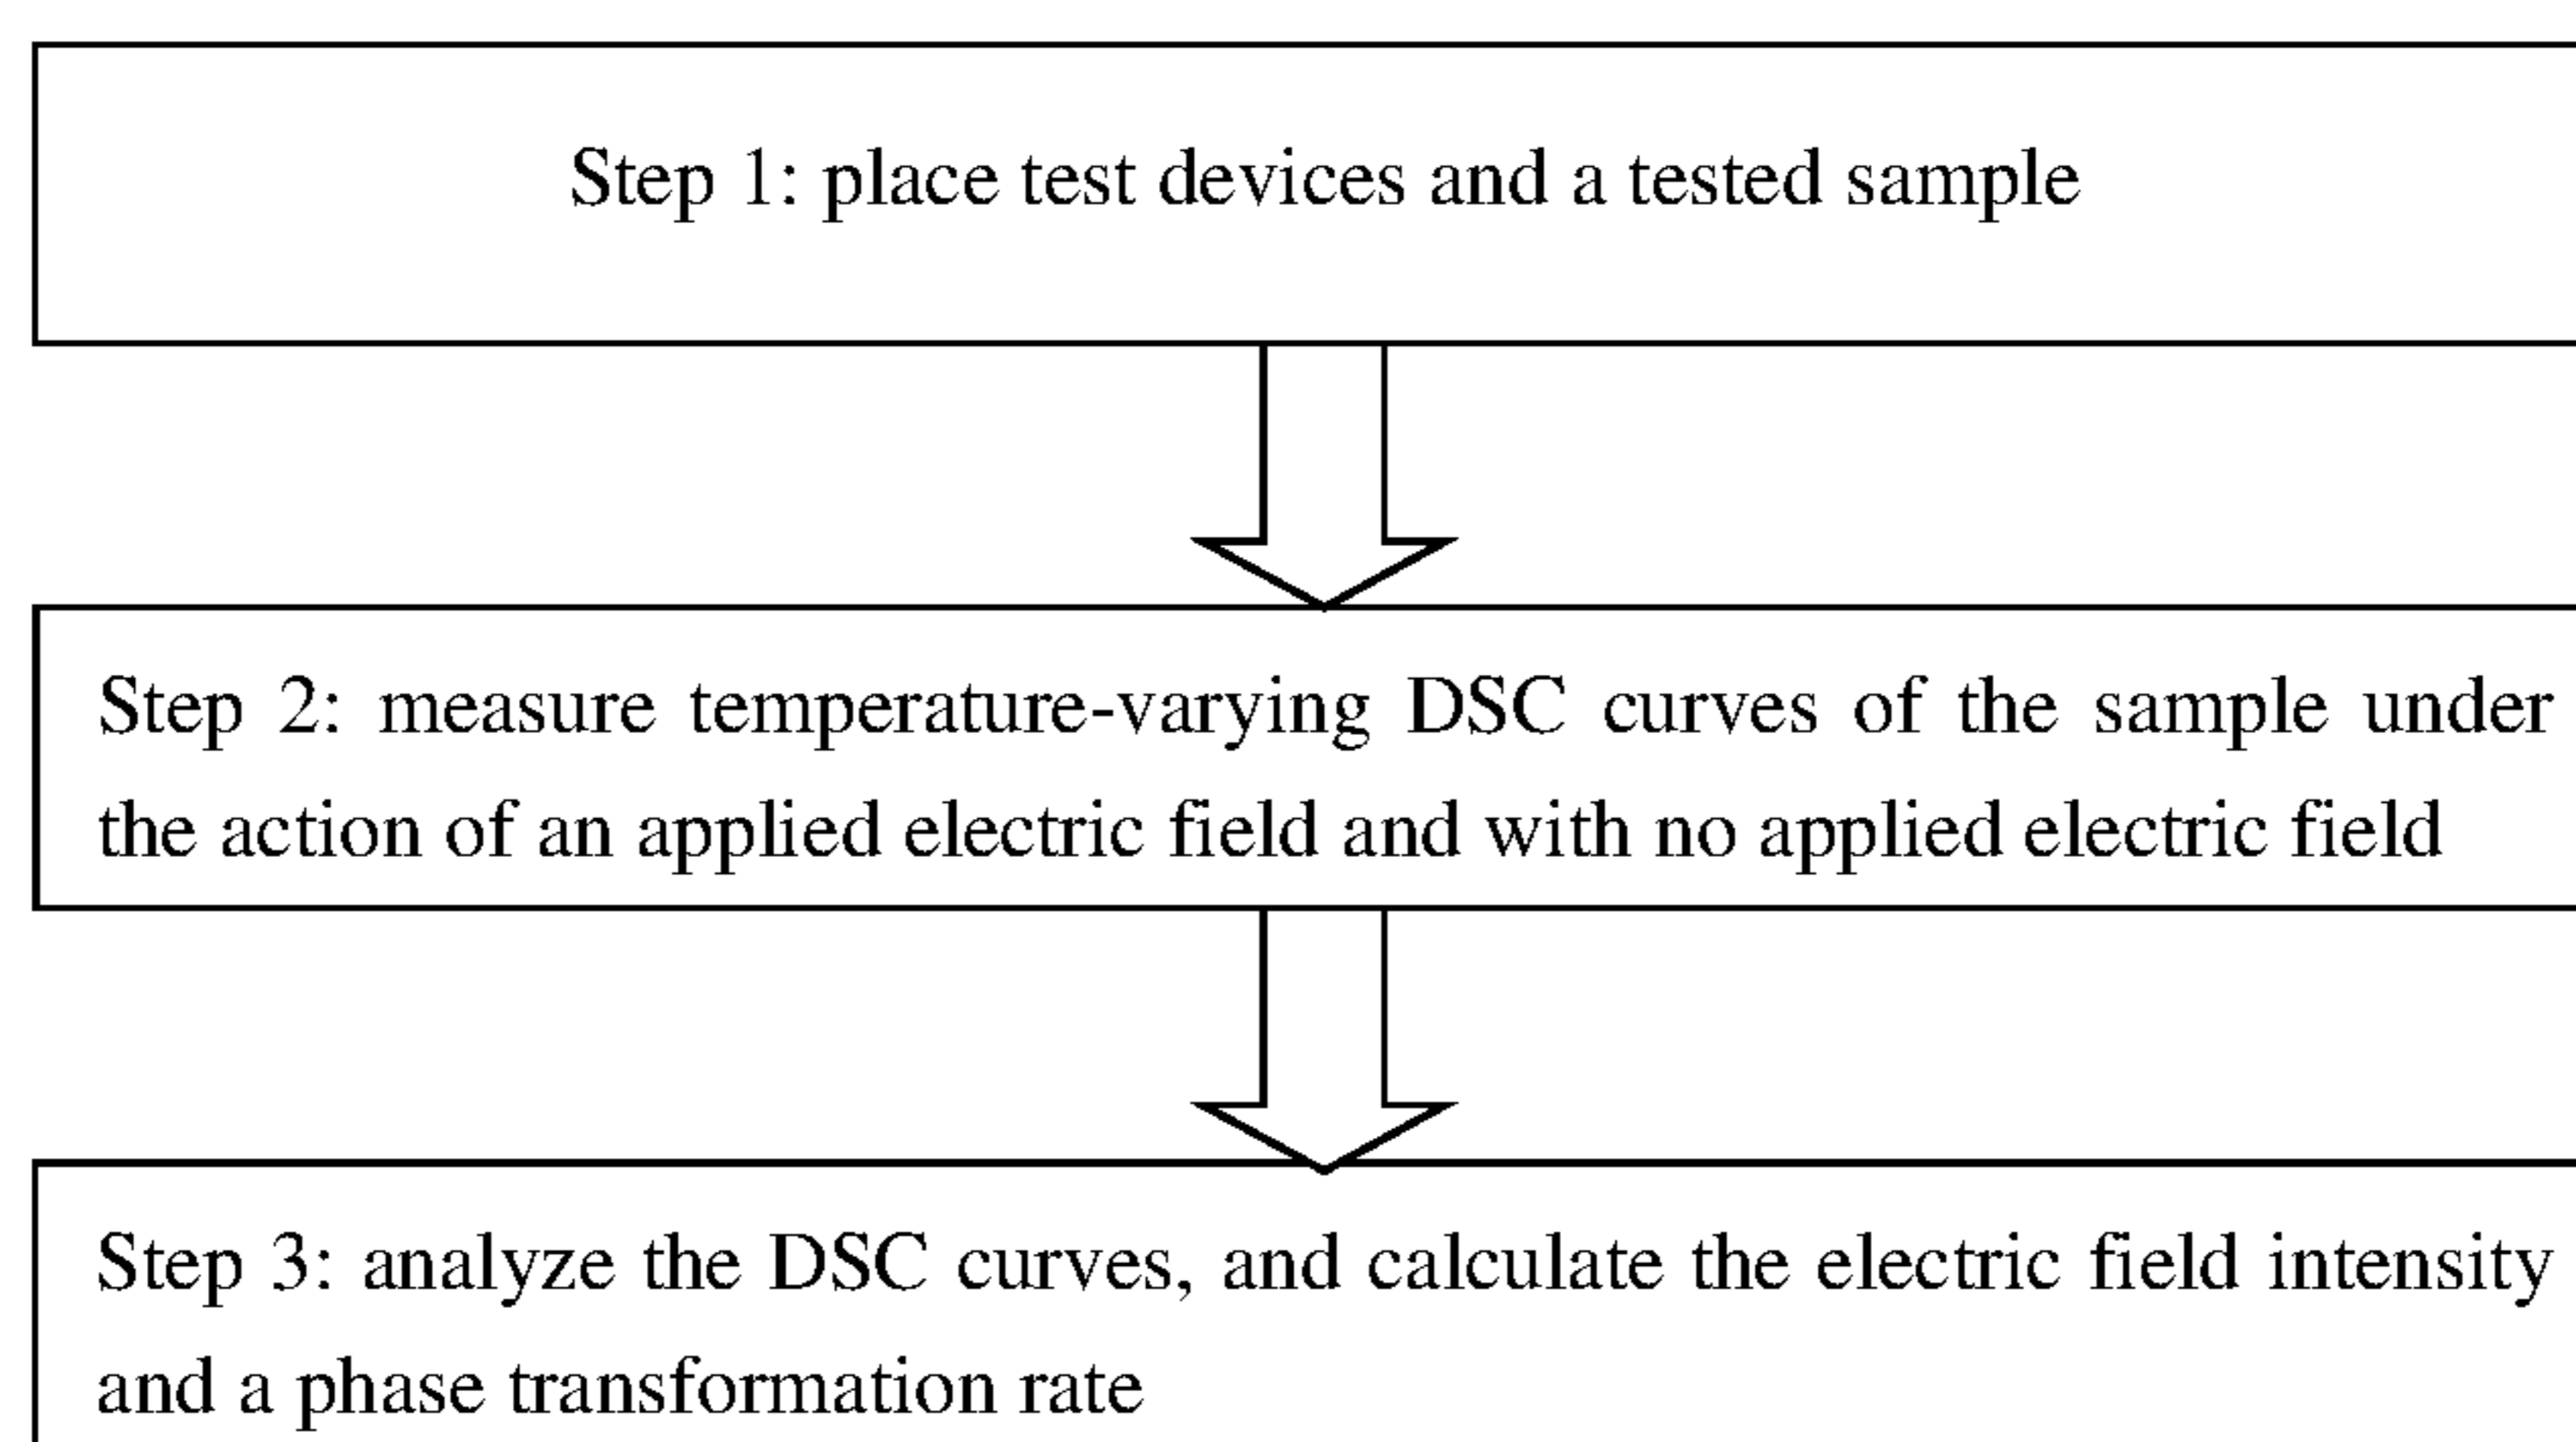 Step 1: place test devices and a tested sample
Step 2: measure temperature-varying DSC curves of the sample under
the action of an applied electric field and with no applied electric field
Step 3: analyze the DSC curves, and calculate the electric field intensity
and a phase transformation rate